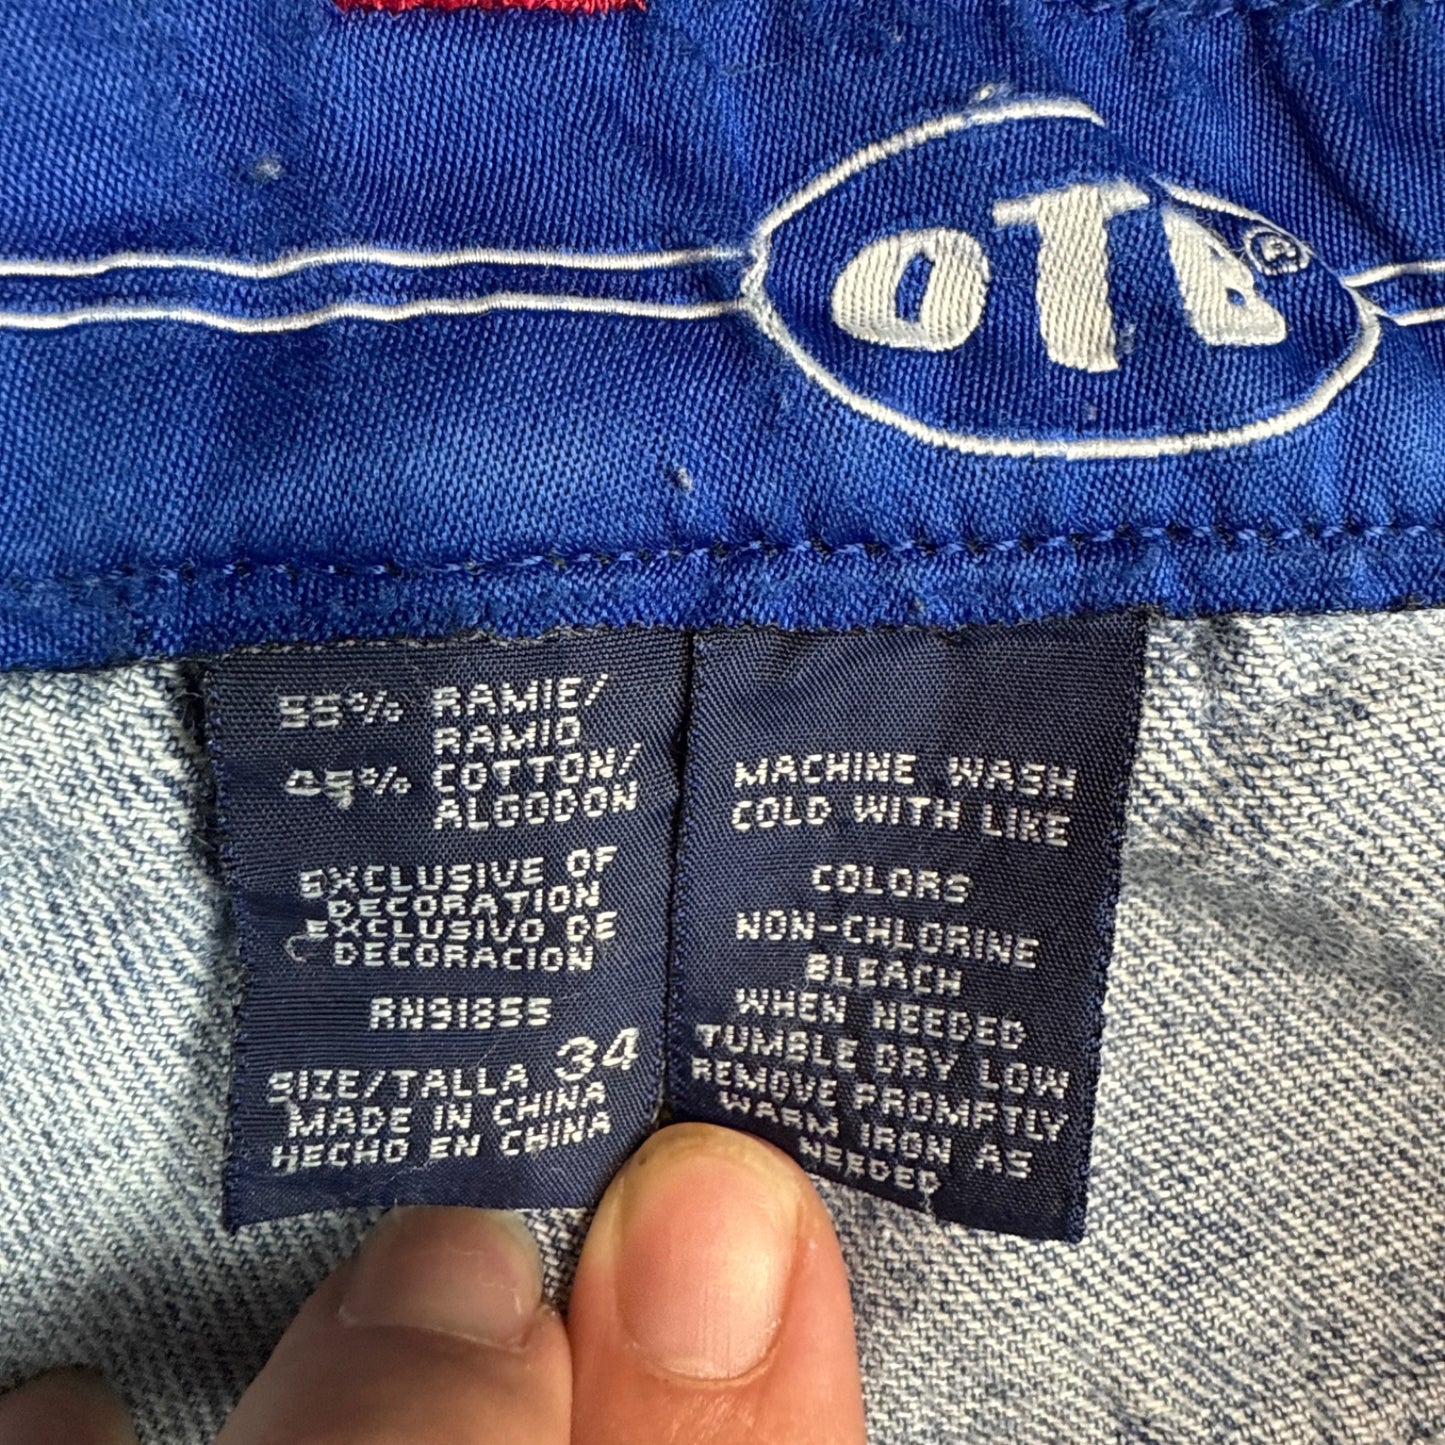 55% RAMIE/
RAMIO
45% COTTON/
ALGODON
EXCLUSIVE OF
DECORATION
EXCLUSIVO DE
DECORACION
RN91855
SIZE/TALLA 34
MADE IN CHINA
HECHO EN CHINA
MACHINE WASH
COLD WITH LIKE
COLORS
NON-CHLORINE
BLEACH
WHEN NEEDED
TUMBLE DRY LOW
REMOVE PROMPTLY
WARM IRON AS
NEEDED